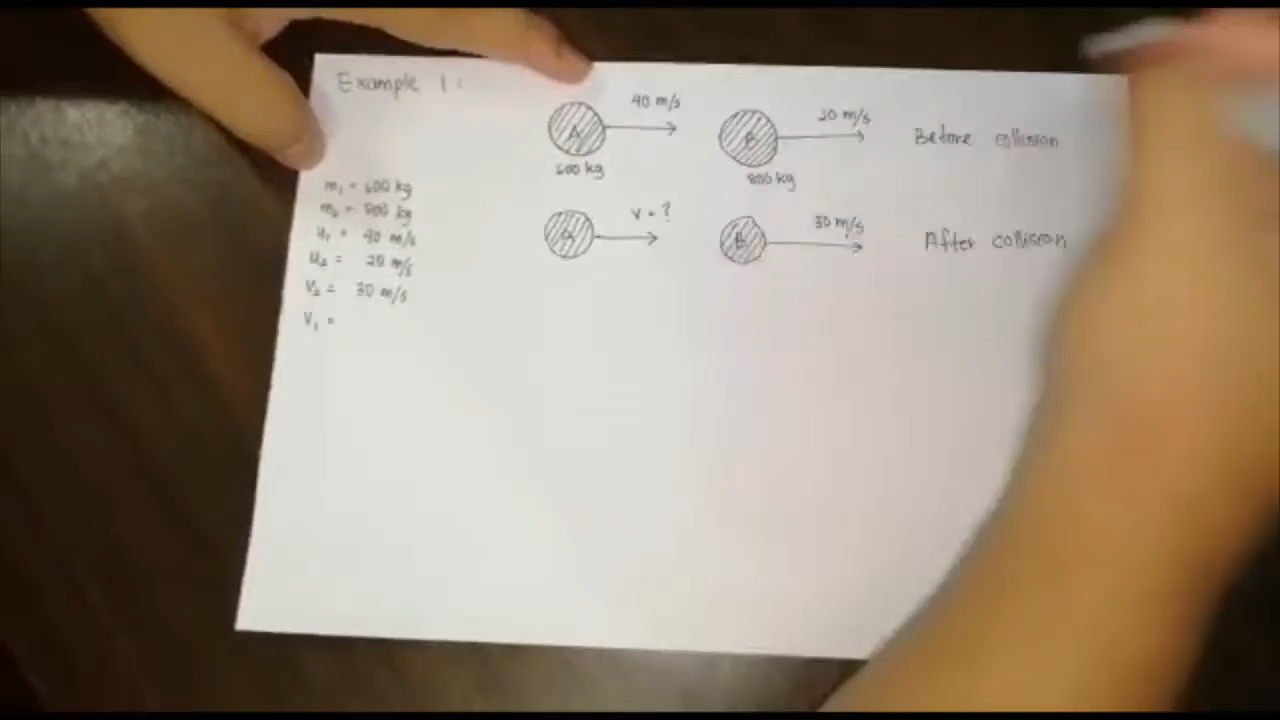 Example 1:
40 m/s
20 m/s
A
B
Before collision
600 kg
800 kg
m₁ = 600 kg
m₂ = 800 kg
v = ?
30 m/s
A
B
After collision
u₁ = 40 m/s
u₂ = 20 m/s
v₂ = 30 m/s
v₁ =